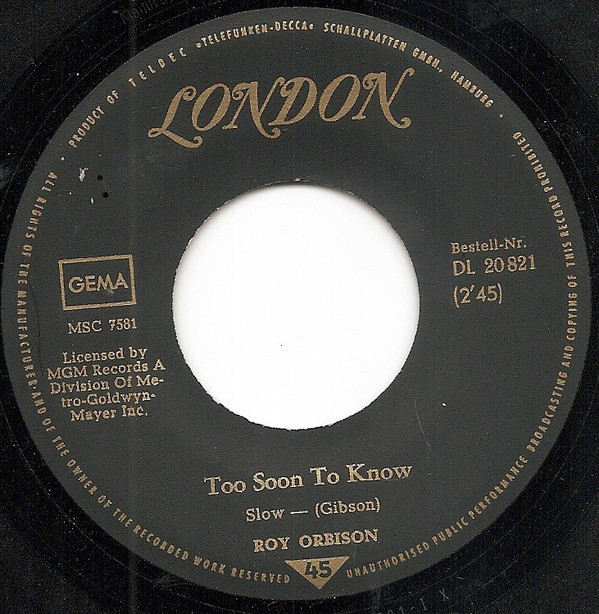 PRODUCT OF TELDEC »TELEFUNKEN-DECCA« SCHALLPLATTEN GMBH., HAMBURG ·
LONDON
GEMA
MSC 7581
Licensed by
MGM Records A
Division Of Me-
tro-Goldwyn-
Mayer Inc.
Bestell-Nr.
DL 20 821
(2'45)
Too Soon To Know
Slow — (Gibson)
ROY ORBISON
45
ALL RIGHTS OF THE MANUFACTURER AND OF THE OWNER OF THE RECORDED WORK RESERVED
UNAUTHORISED PUBLIC PERFORMANCE BROADCASTING AND COPYING OF THIS RECORD PROHIBITED